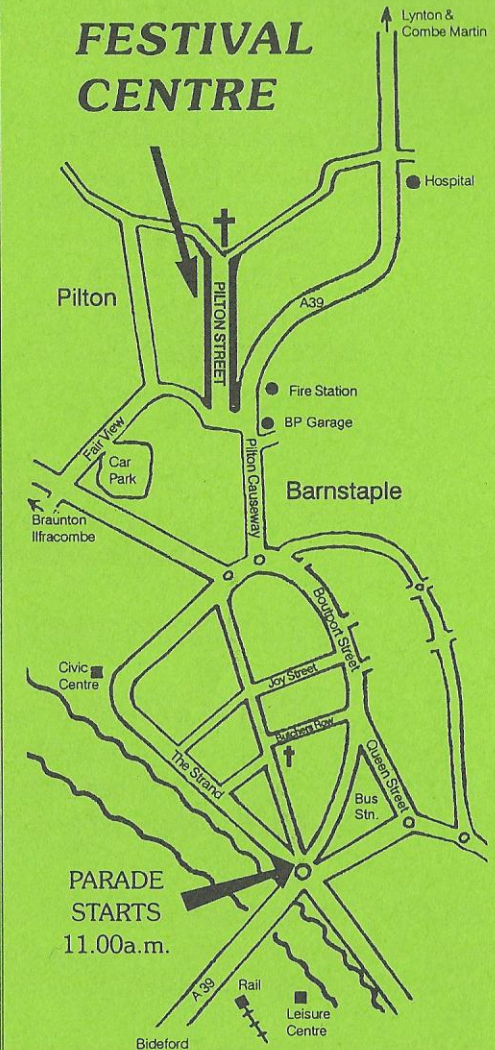 FESTIVAL
CENTRE
Lynton &
Combe Martin
Hospital
Pilton
PILTON STREET
A39
Fire Station
BP Garage
Fair View
Car
Park
Pilton Causeway
Barnstaple
Braunton
Ilfracombe
Boutport Street
Civic
Centre
Joy Street
Butchers Row
The Strand
Queen Street
Bus
Stn.
PARADE
STARTS
11.00a.m.
A 39
Rail
Leisure
Centre
Bideford